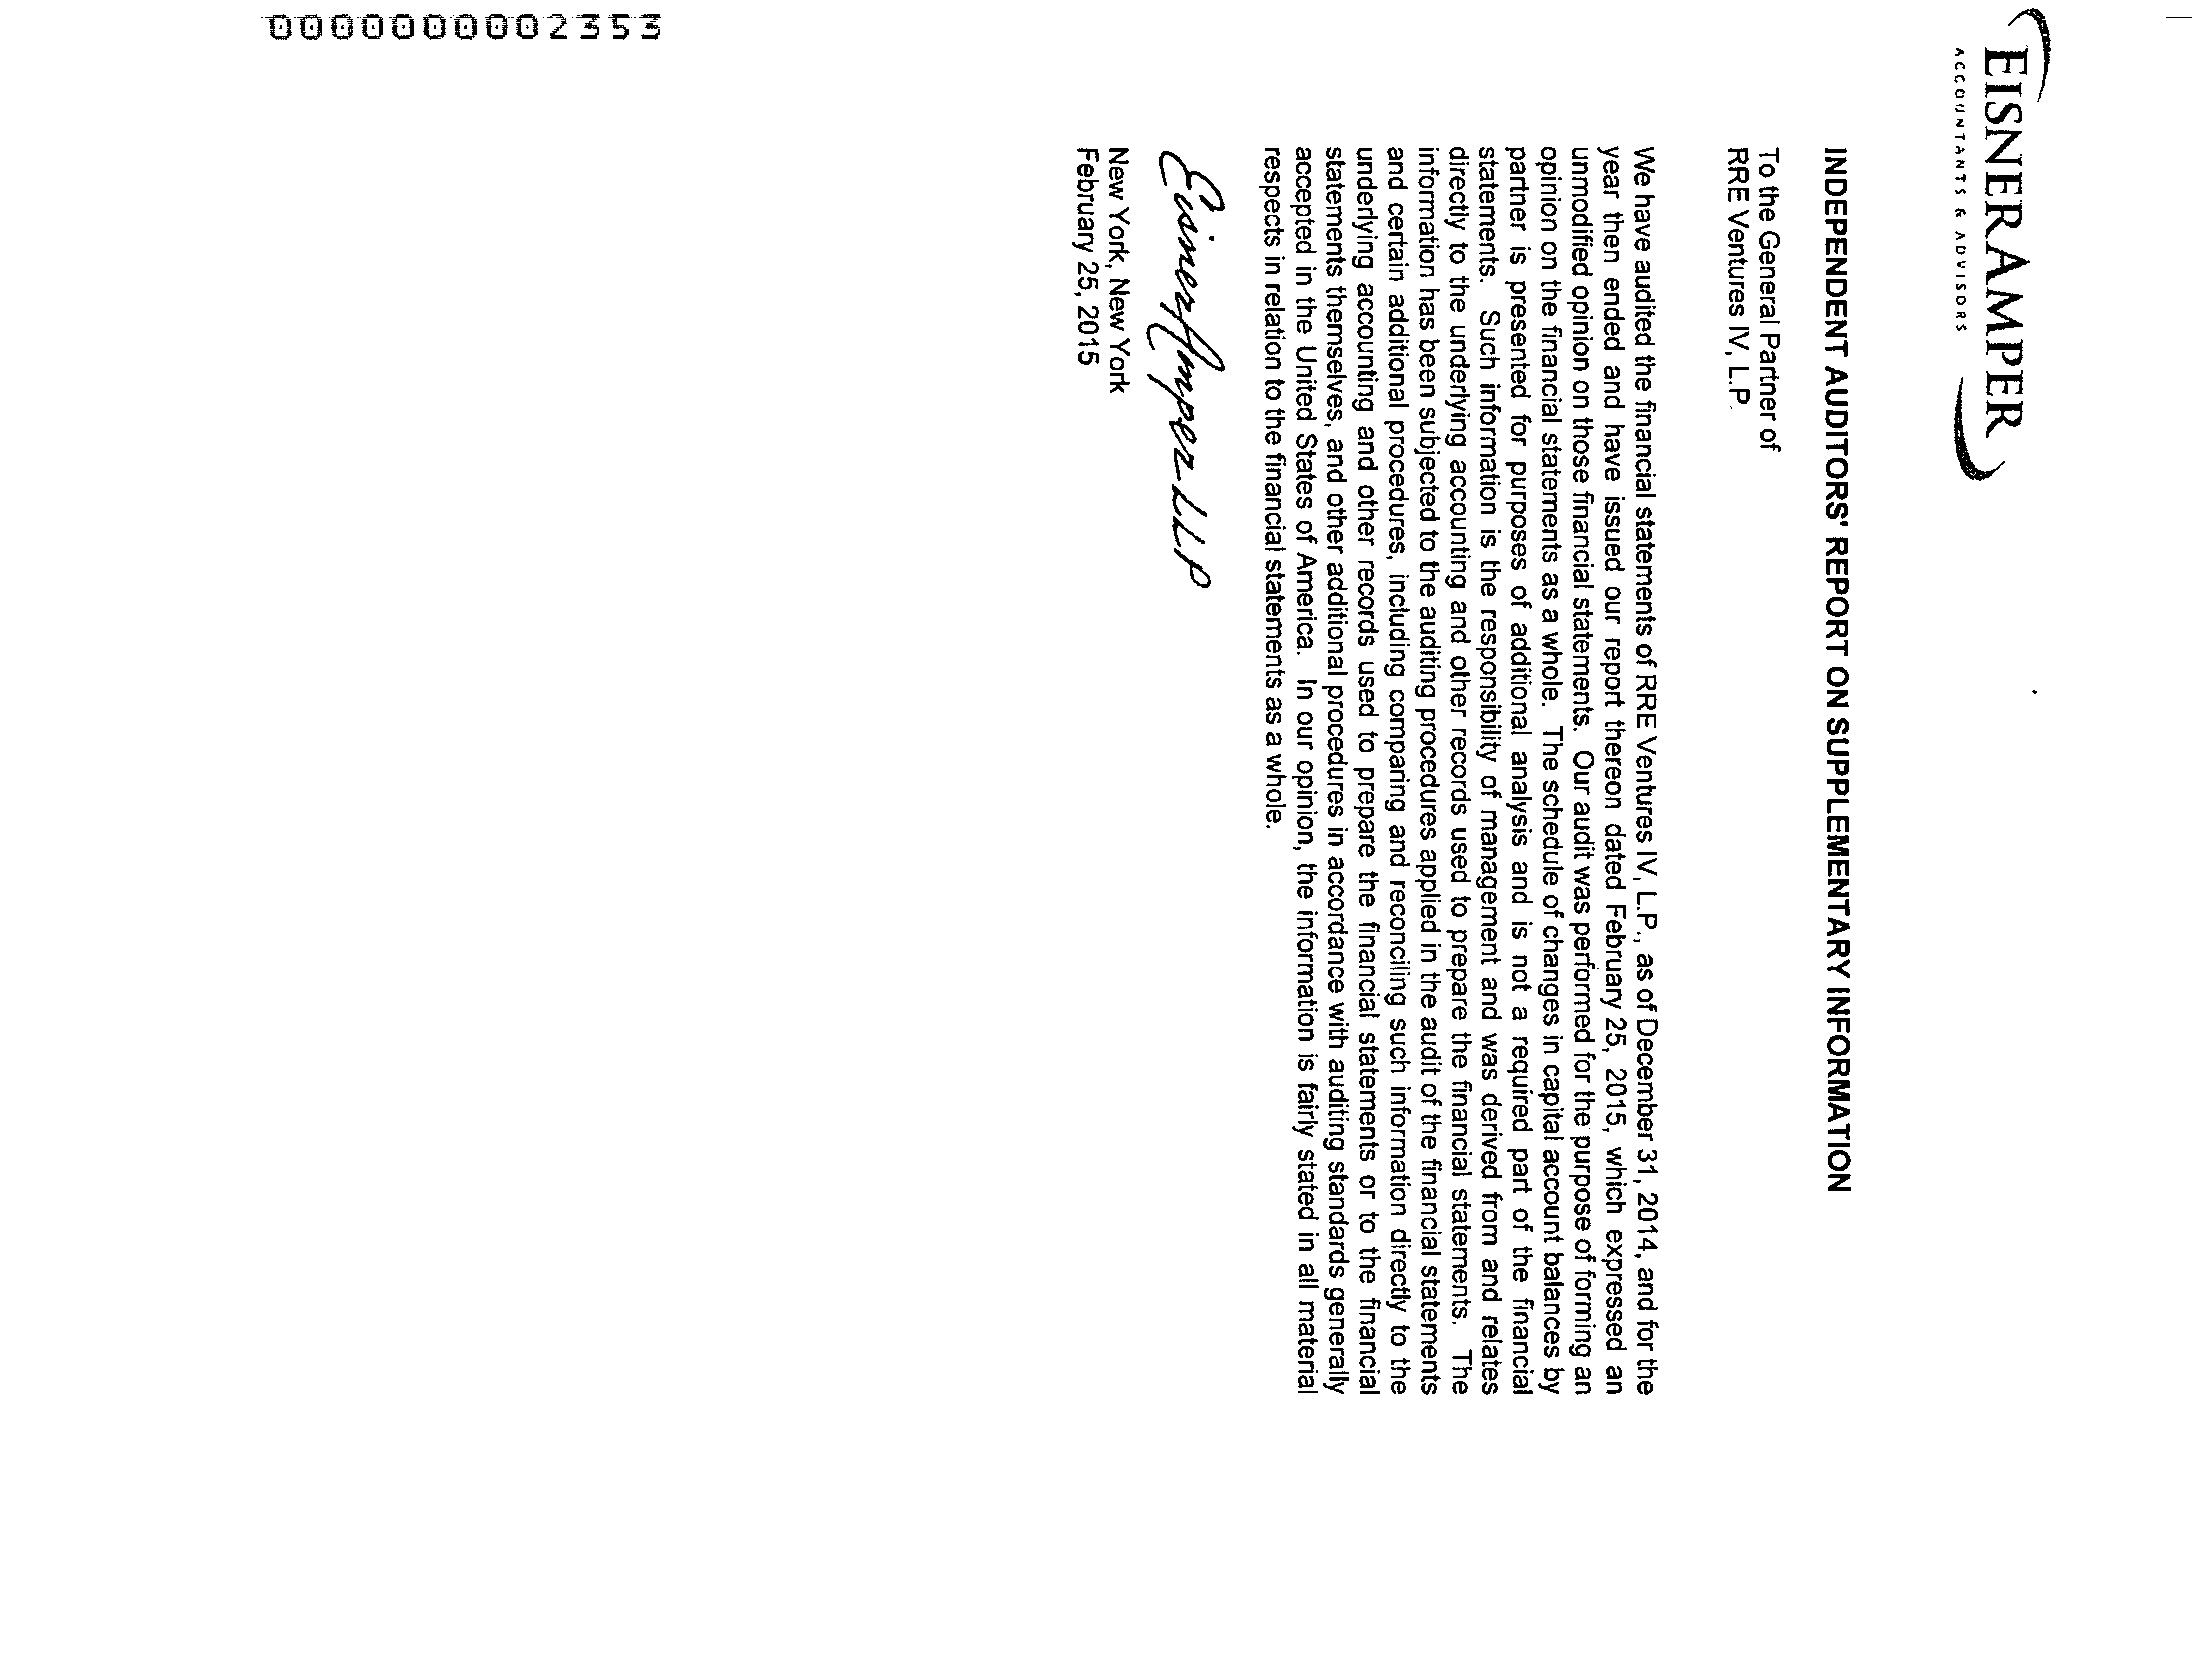 EISNERAMPER
ACCOUNTANTS & ADVISORS
INDEPENDENT AUDITORS' REPORT ON SUPPLEMENTARY INFORMATION
To the General Partner of
RRE Ventures IV, L.P.
We have audited the financial statements of RRE Ventures IV, L.P., as of December 31, 2014, and for the
year then ended and have issued our report thereon dated February 25, 2015, which expressed an
unmodified opinion on those financial statements. Our audit was performed for the purpose of forming an
opinion on the financial statements as a whole. The schedule of changes in capital account balances by
partner is presented for purposes of additional analysis and is not a required part of the financial
statements. Such information is the responsibility of management and was derived from and relates
directly to the underlying accounting and other records used to prepare the financial statements. The
information has been subjected to the auditing procedures applied in the audit of the financial statements
and certain additional procedures, including comparing and reconciling such information directly to the
underlying accounting and other records used to prepare the financial statements or to the financial
statements themselves, and other additional procedures in accordance with auditing standards generally
accepted in the United States of America. In our opinion, the information is fairly stated in all material
respects in relation to the financial statements as a whole.
EisnerAmper LLP
New York, New York
February 25, 2015
0000000002353